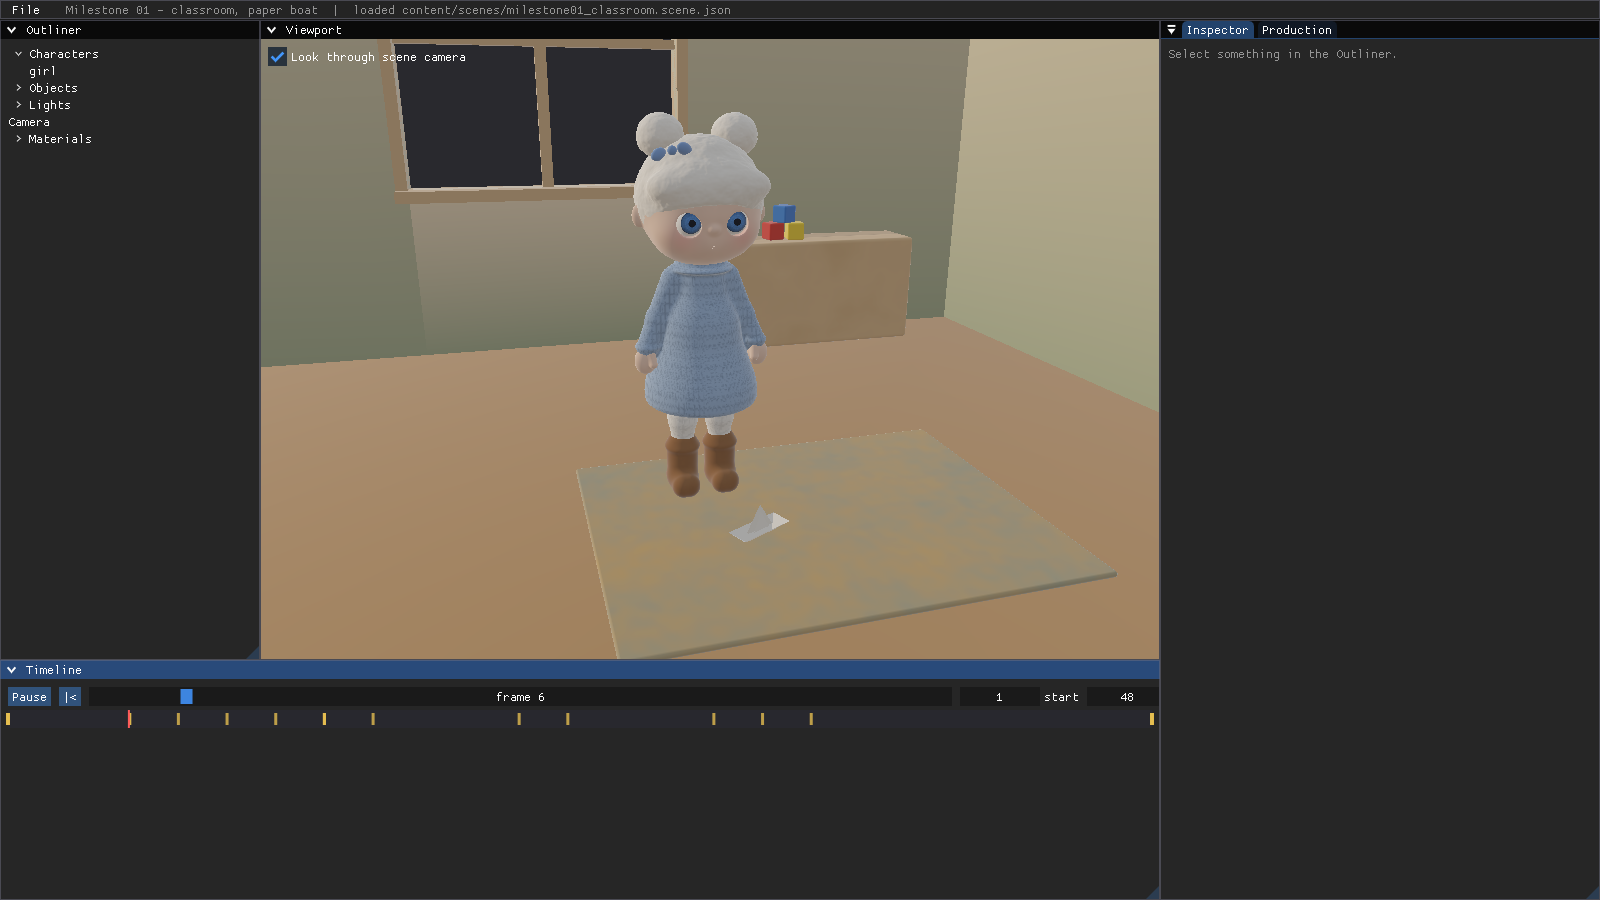 File Milestone 01 - classroom, paper boat | loaded content/scenes/milestone01_classroom.scene.json
Outliner
Characters
girl
Objects
Lights
Camera
Materials
Viewport
Look through scene camera
Inspector Production
Select something in the Outliner.
Timeline
Pause |< frame 6 1 start 48